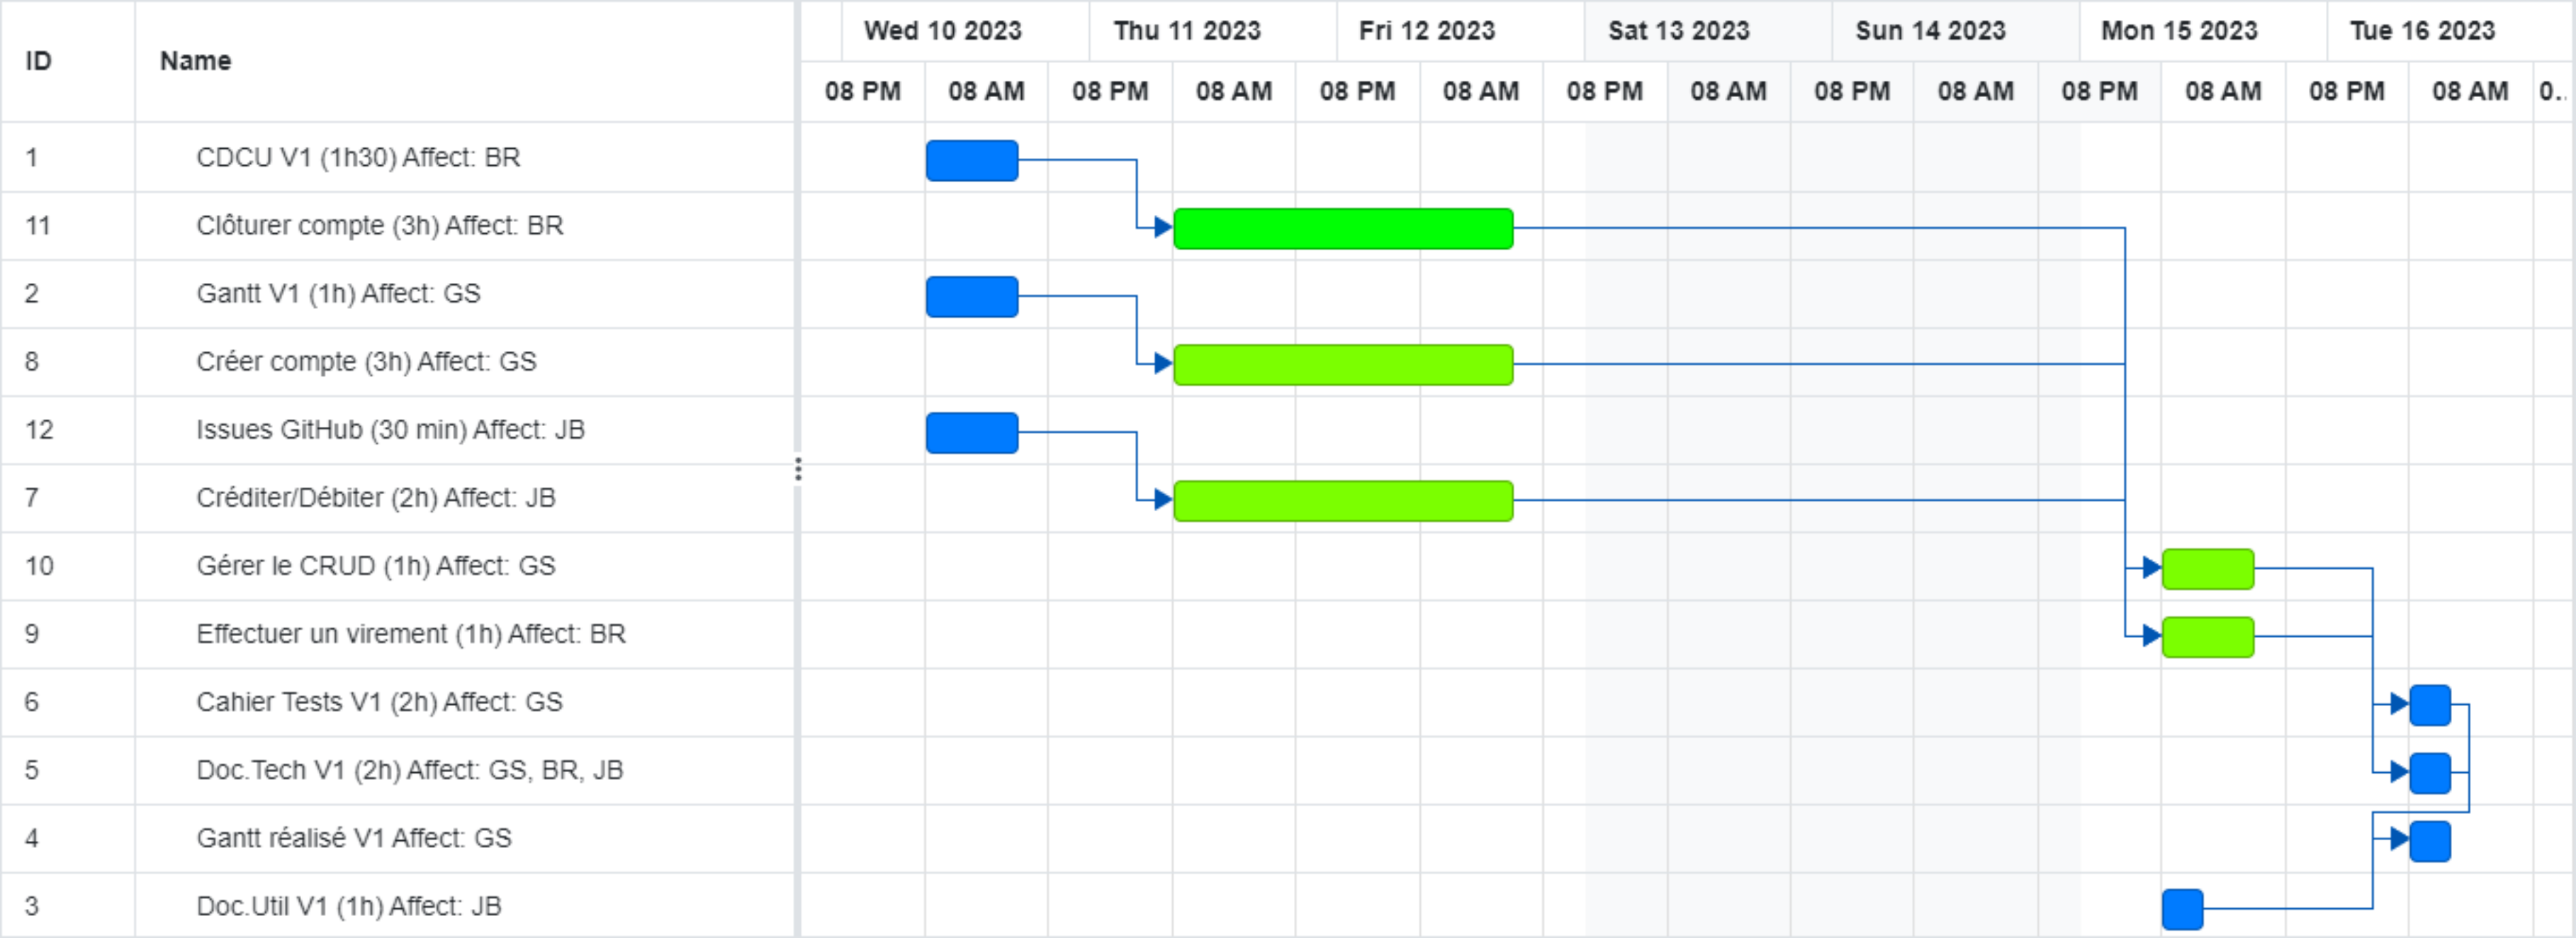 ID Name Wed 10 2023 Thu 11 2023 Fri 12 2023 Sat 13 2023 Sun 14 2023 Mon 15 2023 Tue 16 2023
08 PM 08 AM 08 PM 08 AM 08 PM 08 AM 08 PM 08 AM 08 PM 08 AM 08 PM 08 AM 08 PM 08 AM 0..
1 CDCU V1 (1h30) Affect: BR
11 Clôturer compte (3h) Affect: BR
2 Gantt V1 (1h) Affect: GS
8 Créer compte (3h) Affect: GS
12 Issues GitHub (30 min) Affect: JB
7 Créditer/Débiter (2h) Affect: JB
10 Gérer le CRUD (1h) Affect: GS
9 Effectuer un virement (1h) Affect: BR
6 Cahier Tests V1 (2h) Affect: GS
5 Doc.Tech V1 (2h) Affect: GS, BR, JB
4 Gantt réalisé V1 Affect: GS
3 Doc.Util V1 (1h) Affect: JB